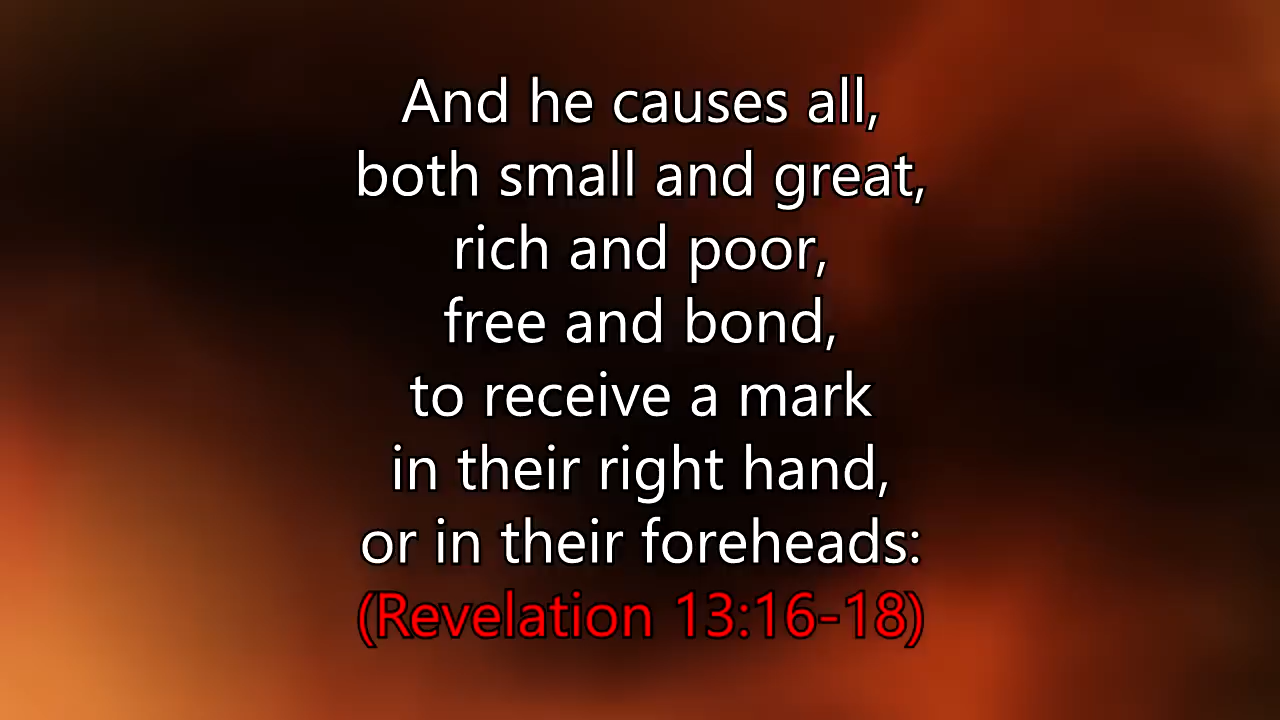 And he causes all,
both small and great,
rich and poor,
free and bond,
to receive a mark
in their right hand,
or in their foreheads:
(Revelation 13:16-18)